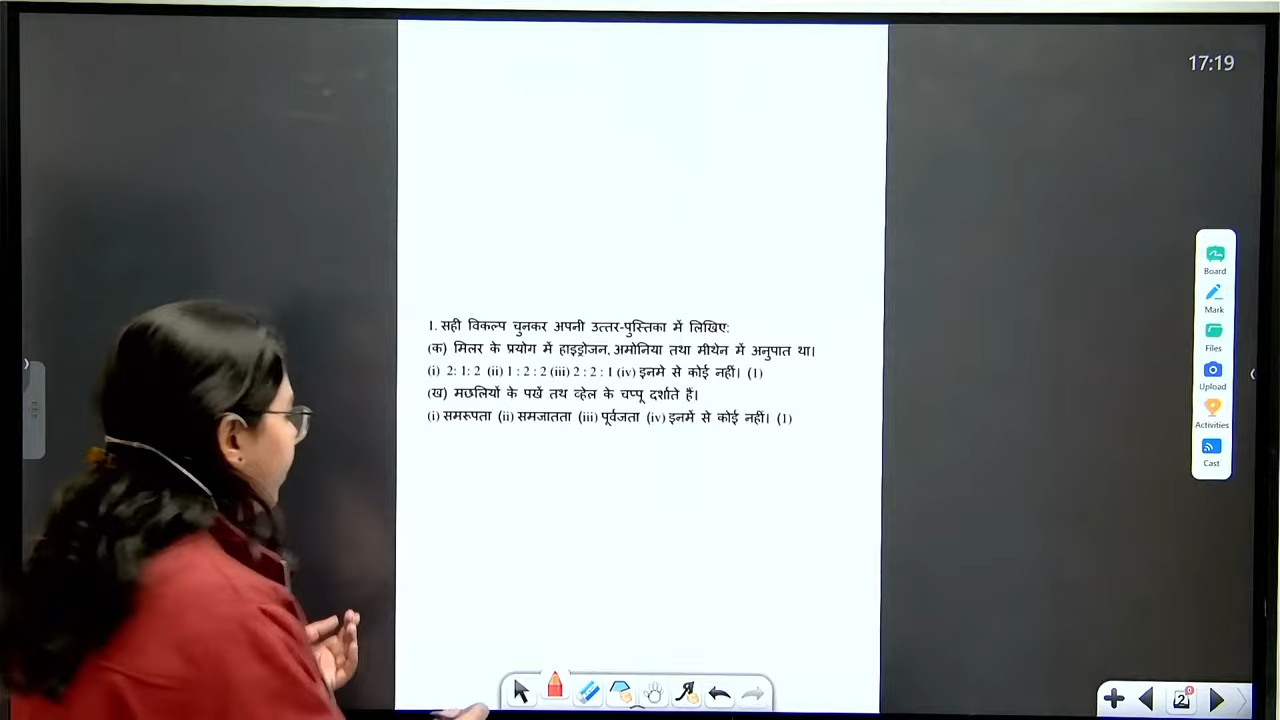 17:19
1. सही विकल्प चुनकर अपनी उत्तर-पुस्तिका में लिखिए:
(क) मिलर के प्रयोग में हाइड्रोजन, अमोनिया तथा मीथेन में अनुपात था।
(i) 2: 1: 2 (ii) 1 : 2 : 2 (iii) 2 : 2 : 1 (iv) इनमे से कोई नहीं। (1)
(ख) मछलियों के पखें तथ व्हेल के चप्पू दर्शाते हैं।
(i) समरुपता (ii) समजातता (iii) पूर्वजता (iv) इनमें से कोई नहीं। (1)
Board
Mark
Files
Upload
Activities
Cast
2